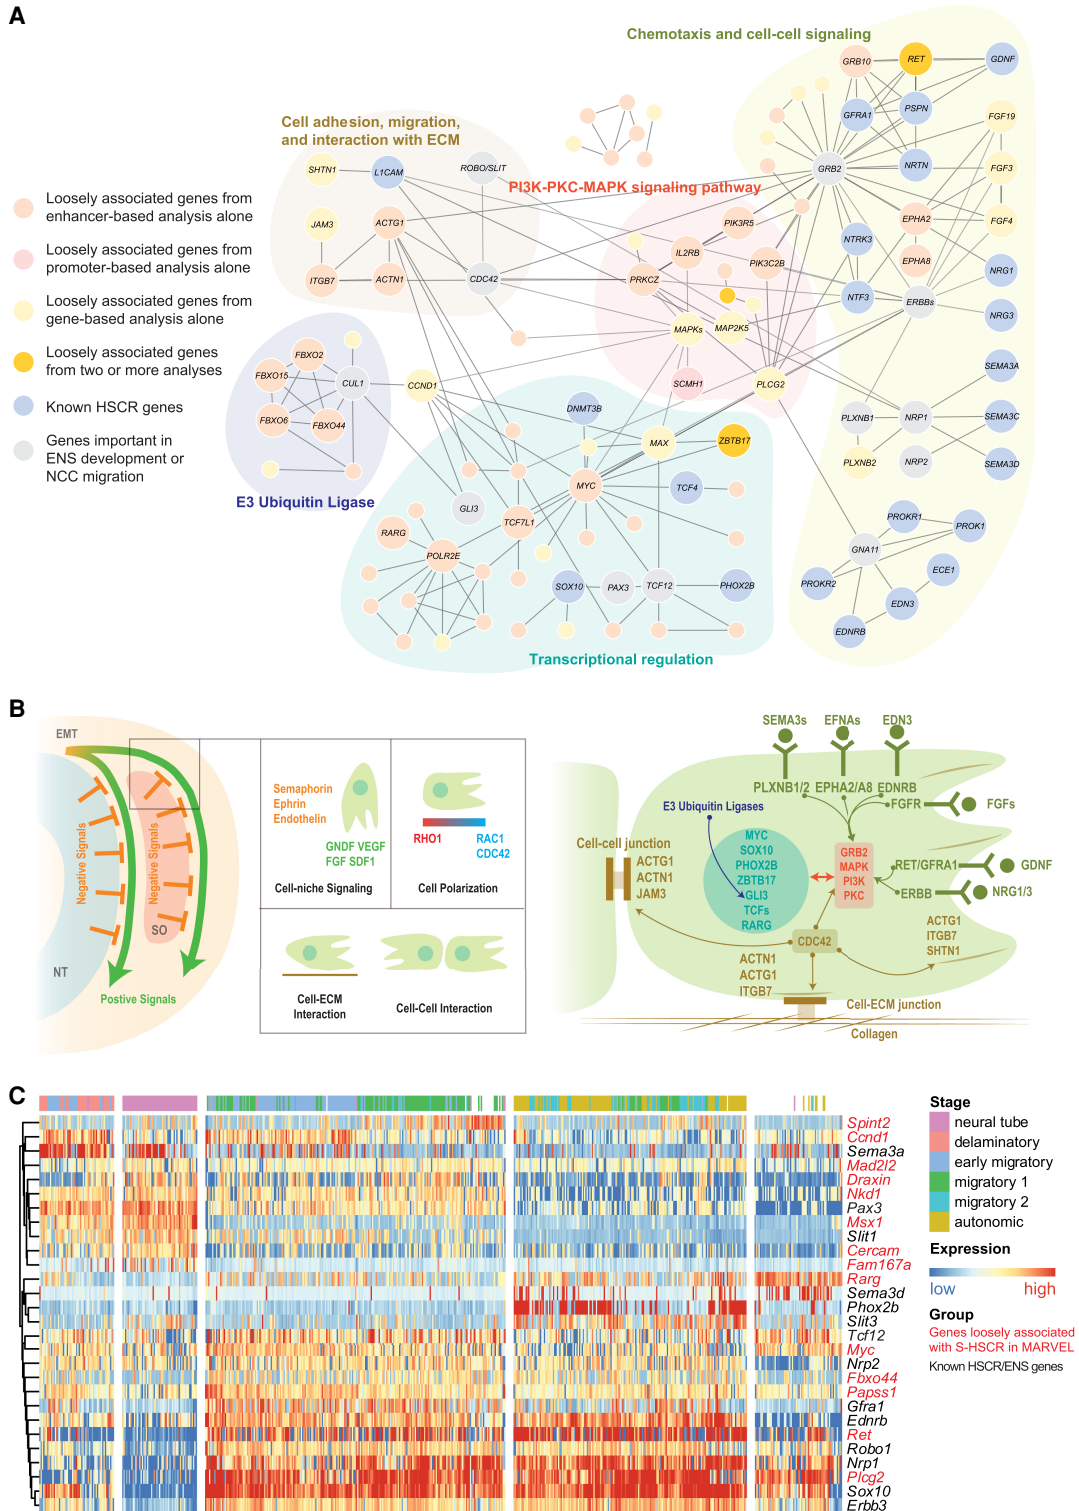 A
Chemotaxis and cell-cell signaling
Cell adhesion, migration,
and interaction with ECM
PI3K-PKC-MAPK signaling pathway
E3 Ubiquitin Ligase
Transcriptional regulation
Loosely associated genes from
enhancer-based analysis alone
Loosely associated genes from
promoter-based analysis alone
Loosely associated genes from
gene-based analysis alone
Loosely associated genes
from two or more analyses
Known HSCR genes
Genes important in
ENS development or
NCC migration
GRB10
RET
GDNF
GFRA1
PSPN
FGF19
GRB2
NRTN
FGF3
EPHA2
FGF4
NTRK3
EPHA8
NRG1
NTF3
ERBBs
NRG3
SEMA3A
PLXNB1
NRP1
SEMA3C
PLXNB2
NRP2
SEMA3D
PROKR1
PROK1
GNA11
ECE1
PROKR2
EDN3
EDNRB
SHTN1
L1CAM
ROBO/SLIT
JAM3
ACTG1
ITGB7
ACTN1
CDC42
PIK3R5
IL2RB
PIK3C2B
PRKCZ
MAPKs
MAP2K5
SCMH1
PLCG2
FBXO2
FBXO15
CUL1
FBXO6
FBXO44
CCND1
DNMT3B
MAX
ZBTB17
MYC
TCF4
GLI3
TCF7L1
RARG
POLR2E
SOX10
PAX3
TCF12
PHOX2B
B
EMT
Negative Signals
Negative Signals
SO
NT
Postive Signals
Semaphorin
Ephrin
Endothelin
GNDF VEGF
FGF SDF1
Cell-niche Signaling
RHO1
RAC1
CDC42
Cell Polarization
Cell-ECM
Interaction
Cell-Cell Interaction
SEMA3s
EFNAs
EDN3
PLXNB1/2
EPHA2/A8
EDNRB
FGFR
FGFs
E3 Ubiquitin Ligases
MYC
SOX10
PHOX2B
ZBTB17
GLI3
TCFs
RARG
GRB2
MAPK
PI3K
PKC
RET/GFRA1
GDNF
ERBB
NRG1/3
Cell-cell junction
ACTG1
ACTN1
JAM3
CDC42
ACTN1
ACTG1
ITGB7
ACTG1
ITGB7
SHTN1
Cell-ECM junction
Collagen
C
Spint2
Ccnd1
Sema3a
Mad2l2
Draxin
Nkd1
Pax3
Msx1
Slit1
Cercam
Fam167a
Rarg
Sema3d
Phox2b
Slit3
Tcf12
Myc
Nrp2
Fbxo44
Papss1
Gfra1
Ednrb
Ret
Robo1
Nrp1
Plcg2
Sox10
Erbb3
Stage
neural tube
delaminatory
early migratory
migratory 1
migratory 2
autonomic
Expression
low
high
Group
Genes loosely associated
with S-HSCR in MARVEL
Known HSCR/ENS genes